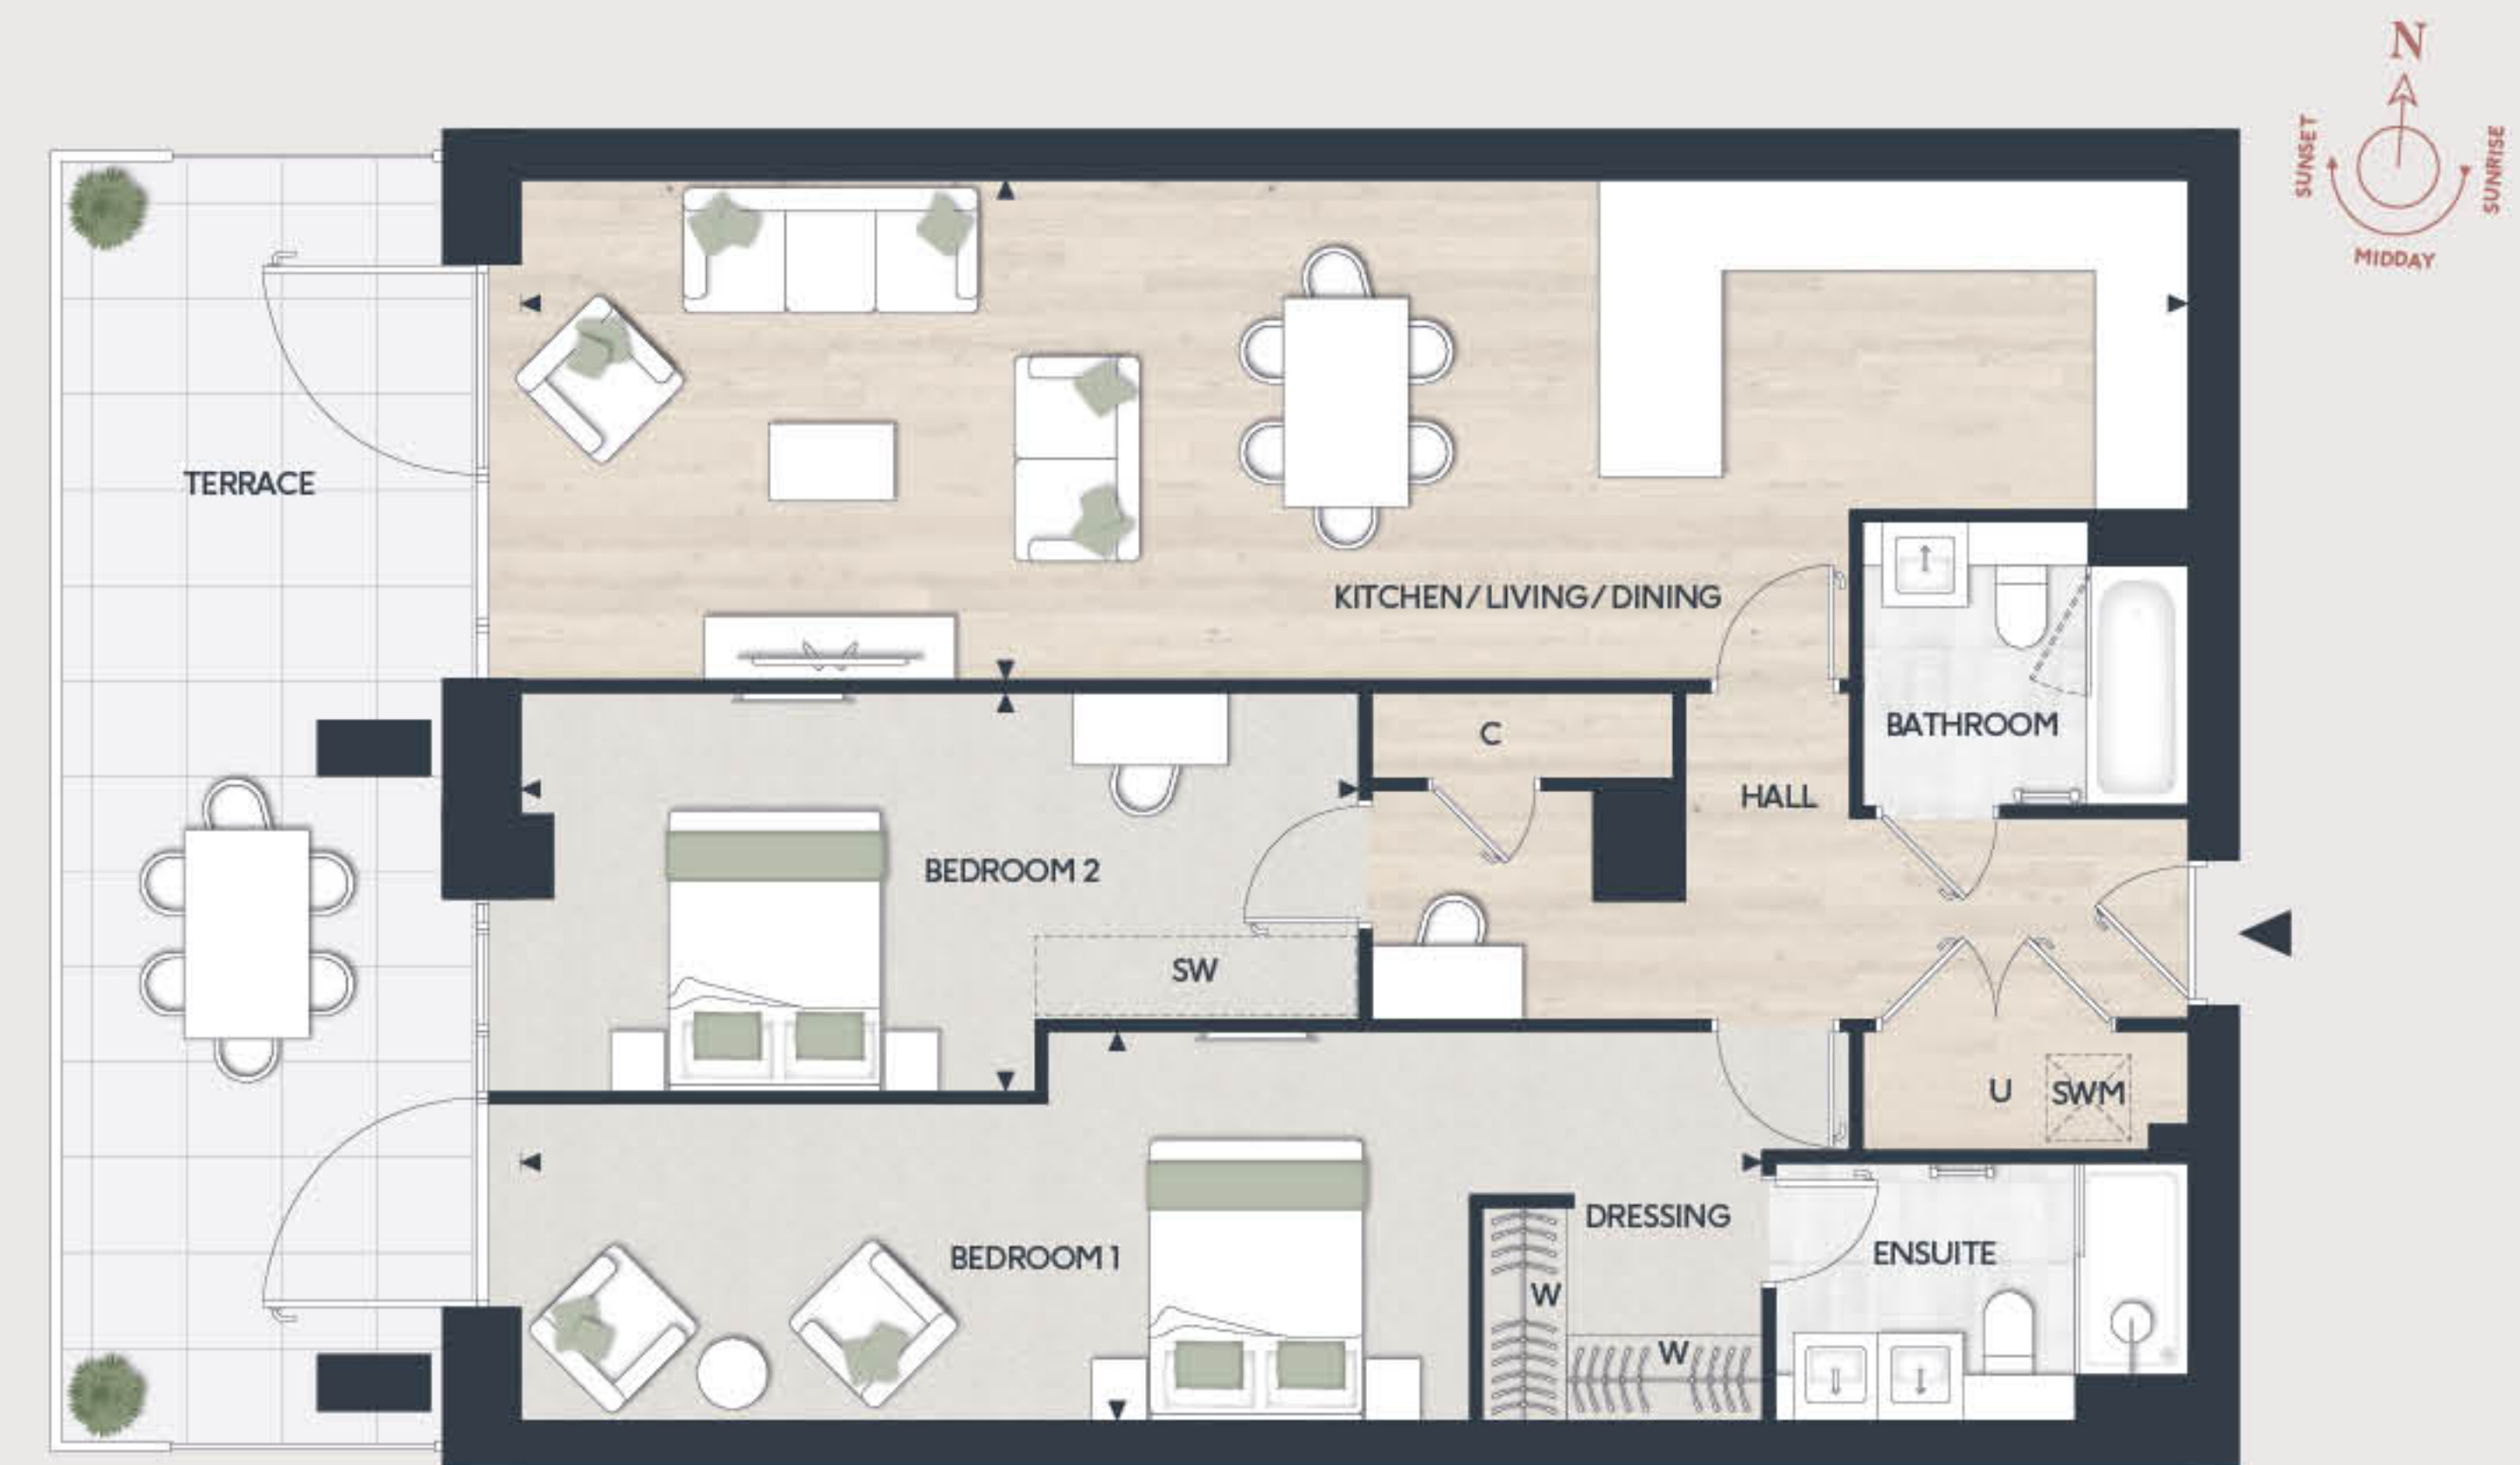 N
SUNSET
SUNRISE
MIDDAY
TERRACE
KITCHEN/LIVING/DINING
BATHROOM
C
HALL
BEDROOM 2
SW
U
SWM
DRESSING
BEDROOM 1
ENSUITE
W
W